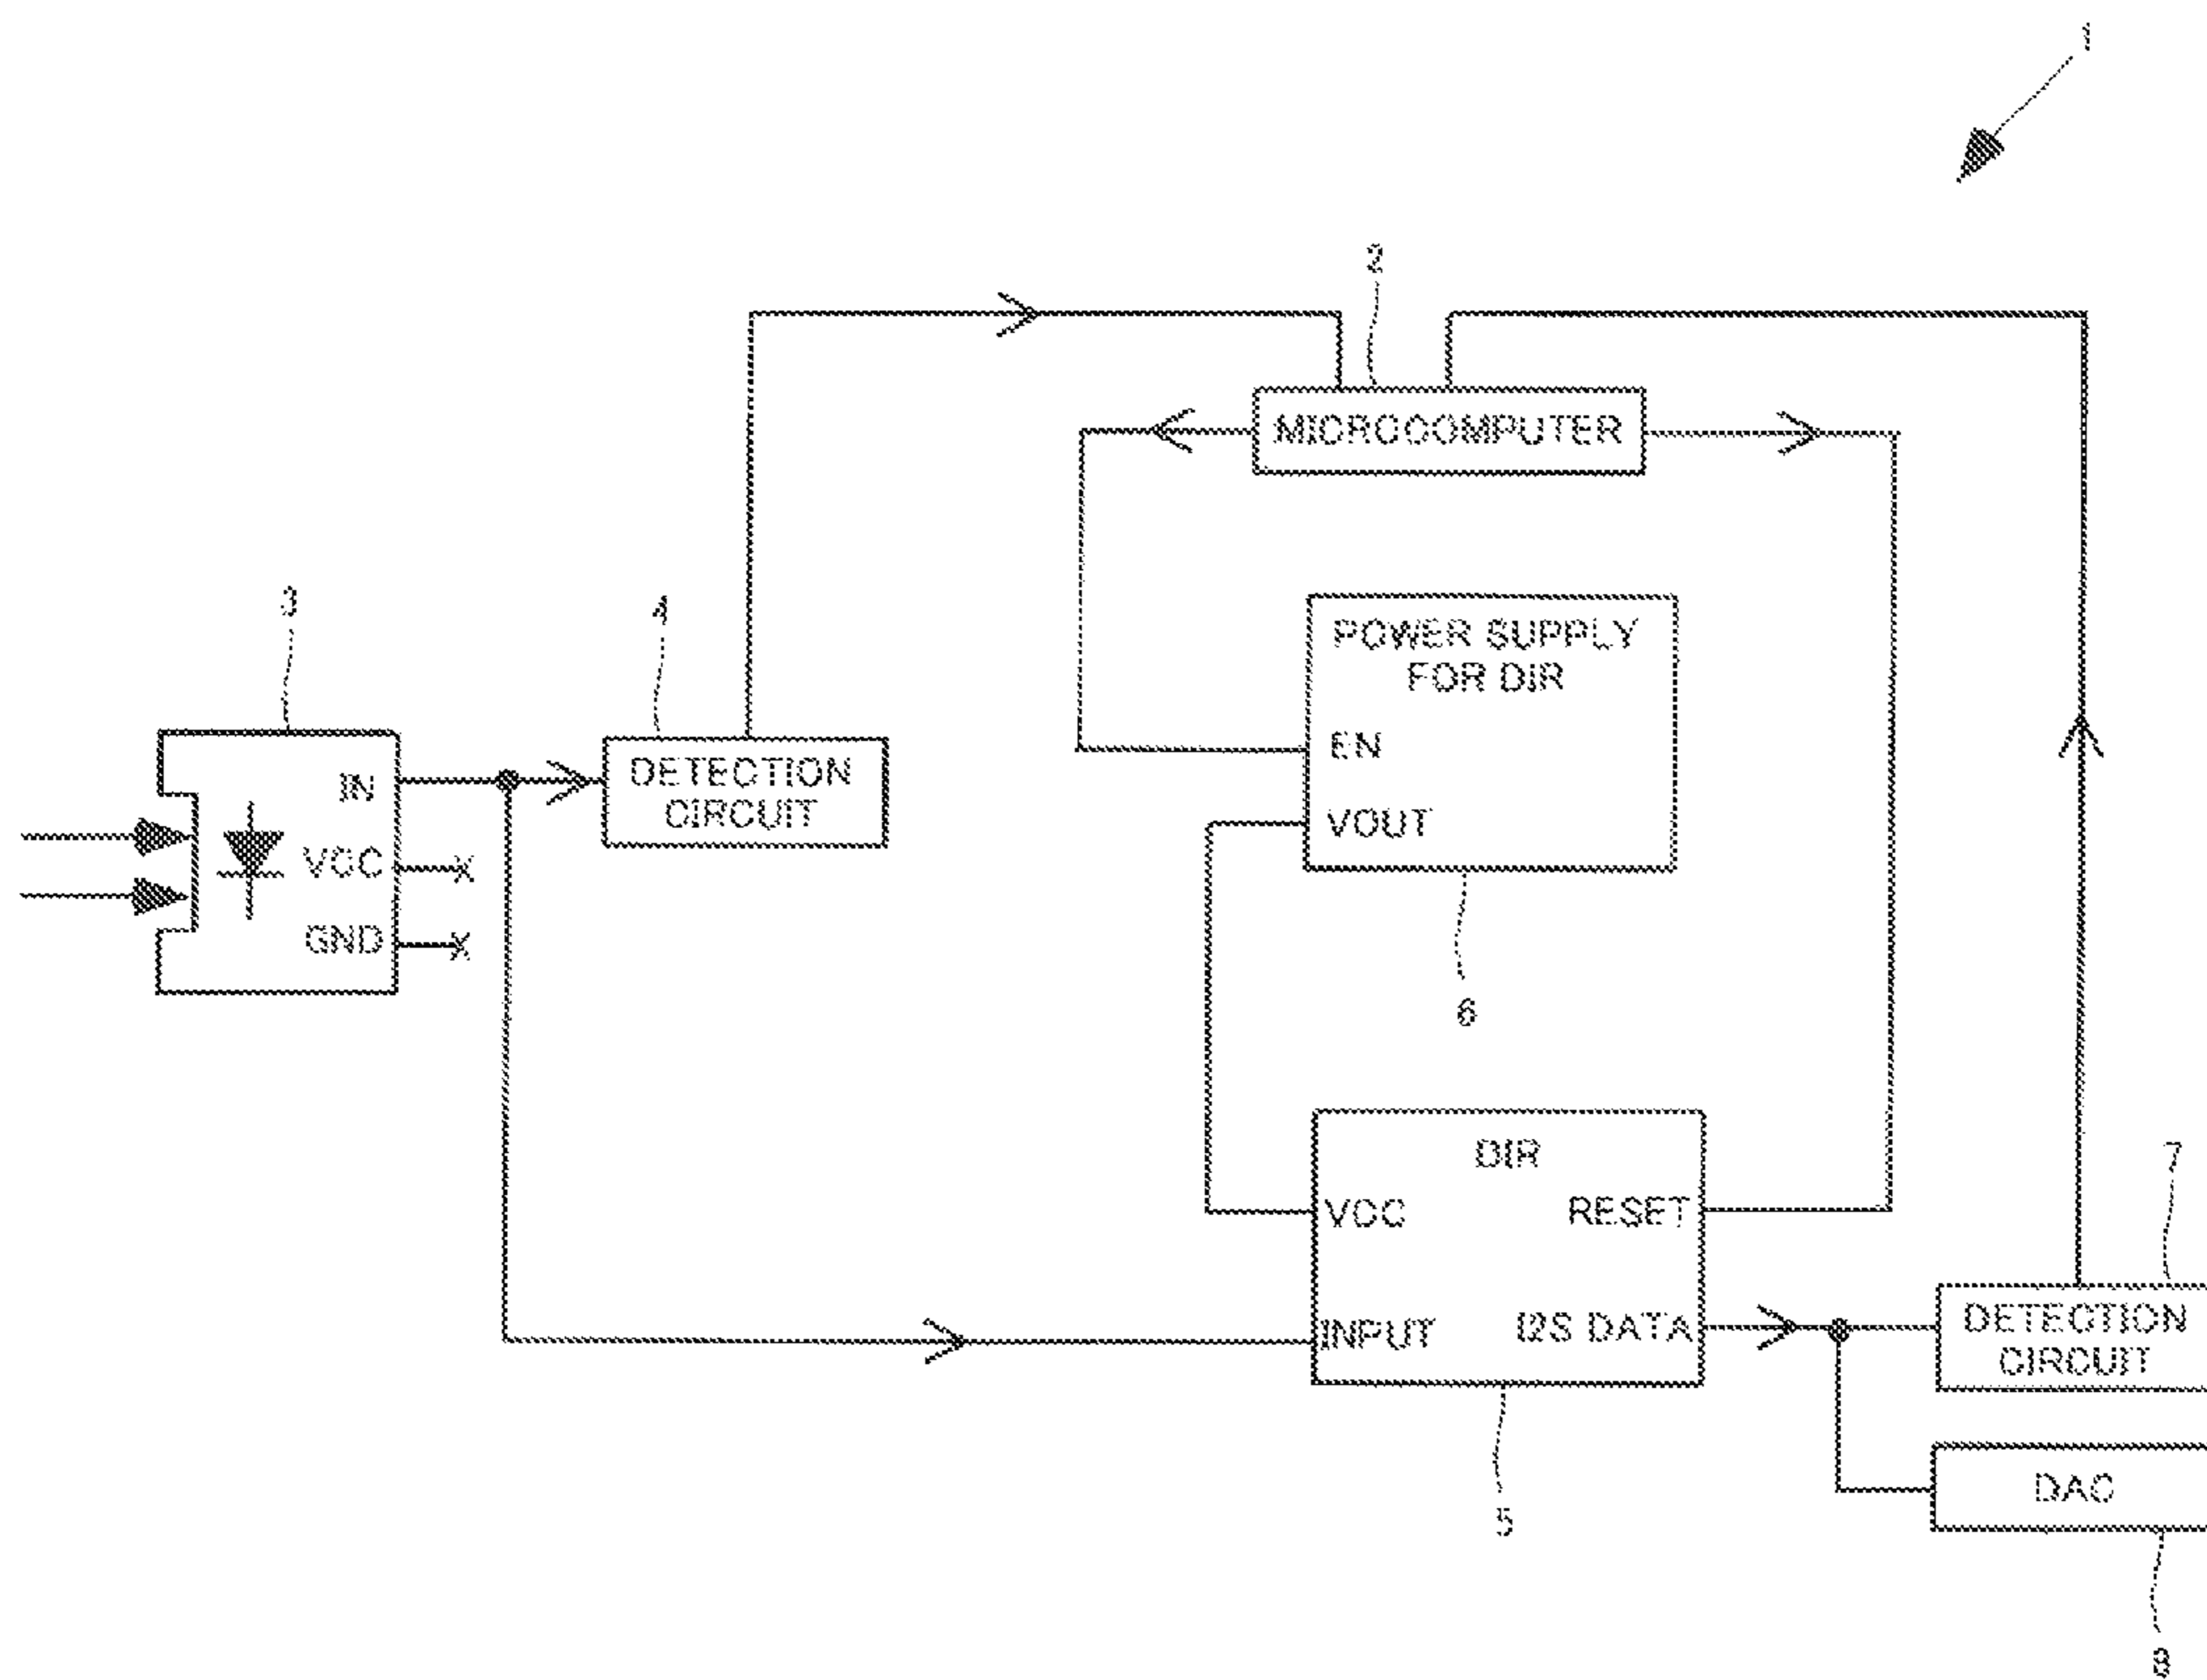 1
2
MICROCOMPUTER
3
4
POWER SUPPLY
FOR DIR
EN
VOUT
IN
VCC
GND
DETECTION
CIRCUIT
6
DIR
VCC
RESET
INPUT
I2S DATA
5
7
DETECTION
CIRCUIT
DAC
8